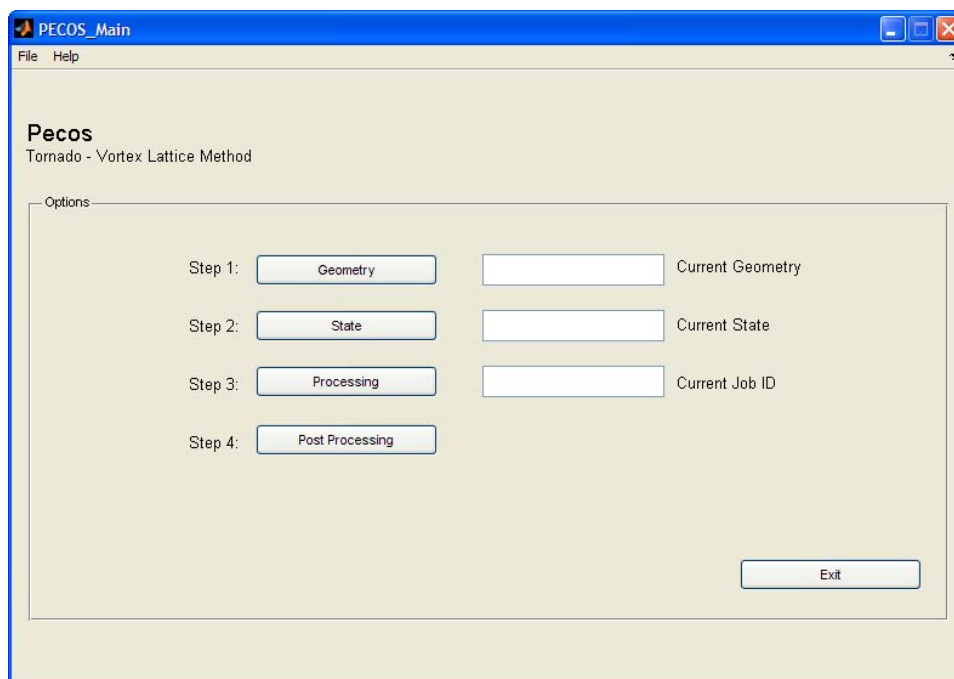 PECOS_Main
File Help
Pecos
Tornado - Vortex Lattice Method
Options
Step 1: Geometry Current Geometry
Step 2: State Current State
Step 3: Processing Current Job ID
Step 4: Post Processing
Exit